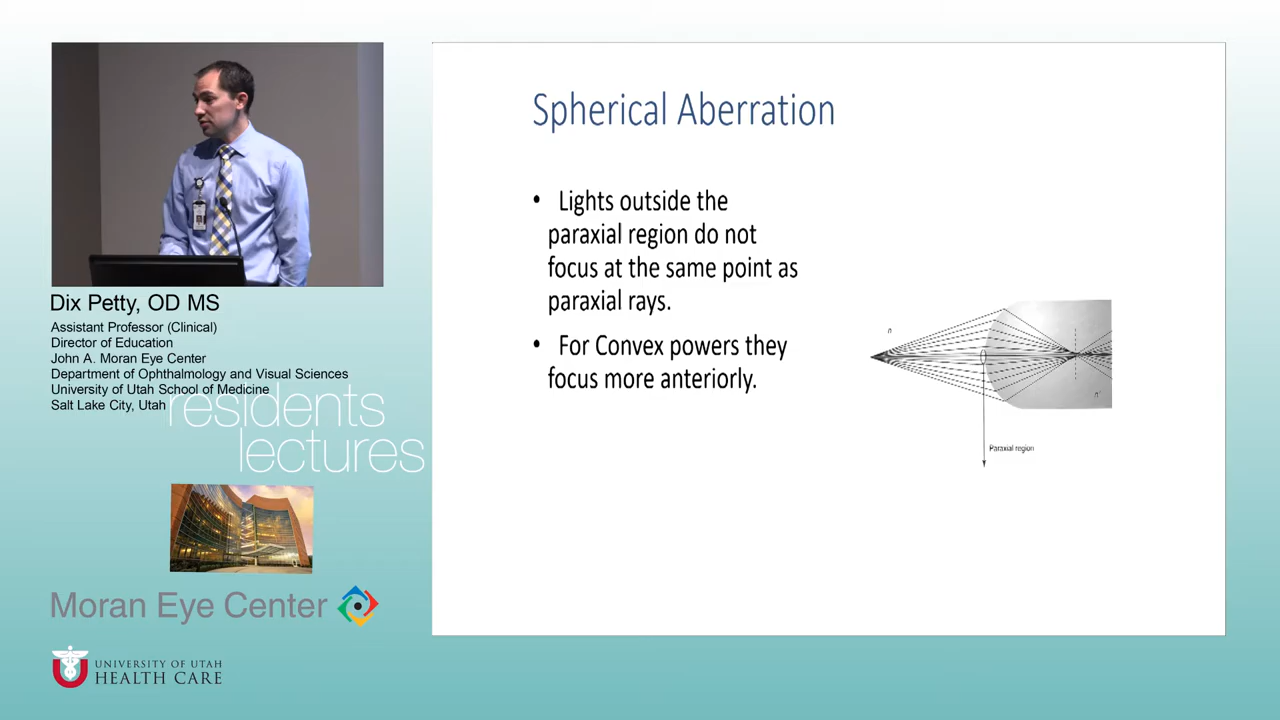 Spherical Aberration
• Lights outside the
paraxial region do not
focus at the same point as
paraxial rays.
• For Convex powers they
focus more anteriorly.
n
n'
Paraxial region
Dix Petty, OD MS
Assistant Professor (Clinical)
Director of Education
John A. Moran Eye Center
Department of Ophthalmology and Visual Sciences
University of Utah School of Medicine
Salt Lake City, Utah
residents
lectures
Moran Eye Center
U
UNIVERSITY OF UTAH
HEALTH CARE